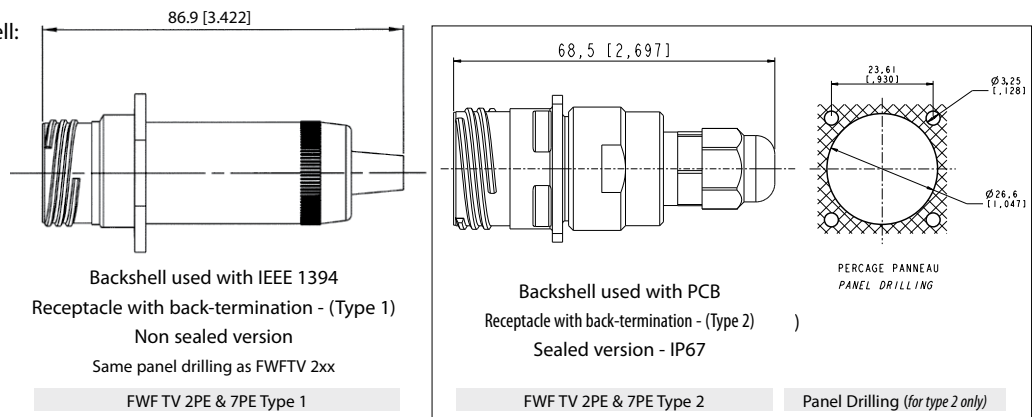 ell:
86.9 [3.422]
Backshell used with IEEE 1394
Receptacle with back-termination - (Type 1)
Non sealed version
Same panel drilling as FWFTV 2xx
FWF TV 2PE & 7PE Type 1
68,5 [2,697]
Backshell used with PCB
Receptacle with back-termination - (Type 2) )
Sealed version - IP67
FWF TV 2PE & 7PE Type 2
23,61
[,930]
Ø3,25
[,128]
Ø26,6
[1,047]
PERCAGE PANNEAU
PANEL DRILLING
Panel Drilling (for type 2 only)